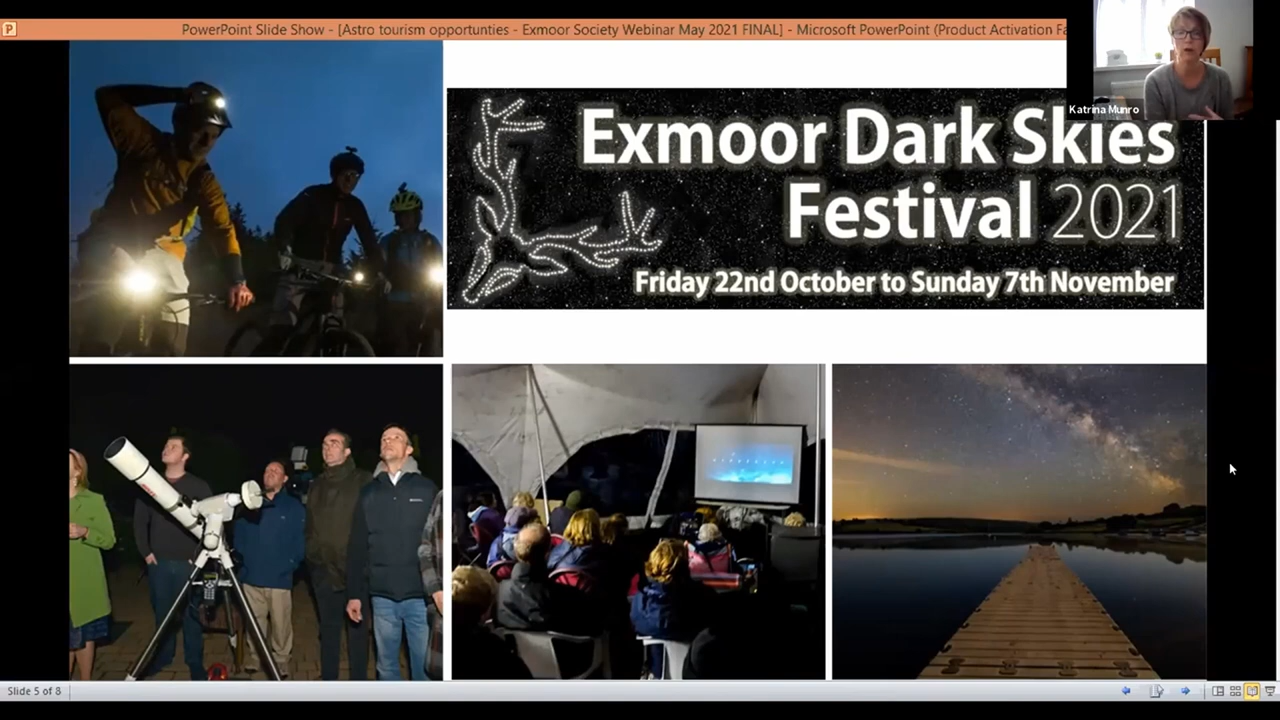 PowerPoint Slide Show - [Astro tourism opportunties - Exmoor Society Webinar May 2021 FINAL] - Microsoft PowerPoint (Product Activation Fa
Katrina Munro
Exmoor Dark Skies
Festival 2021
Friday 22nd October to Sunday 7th November
Slide 5 of 8